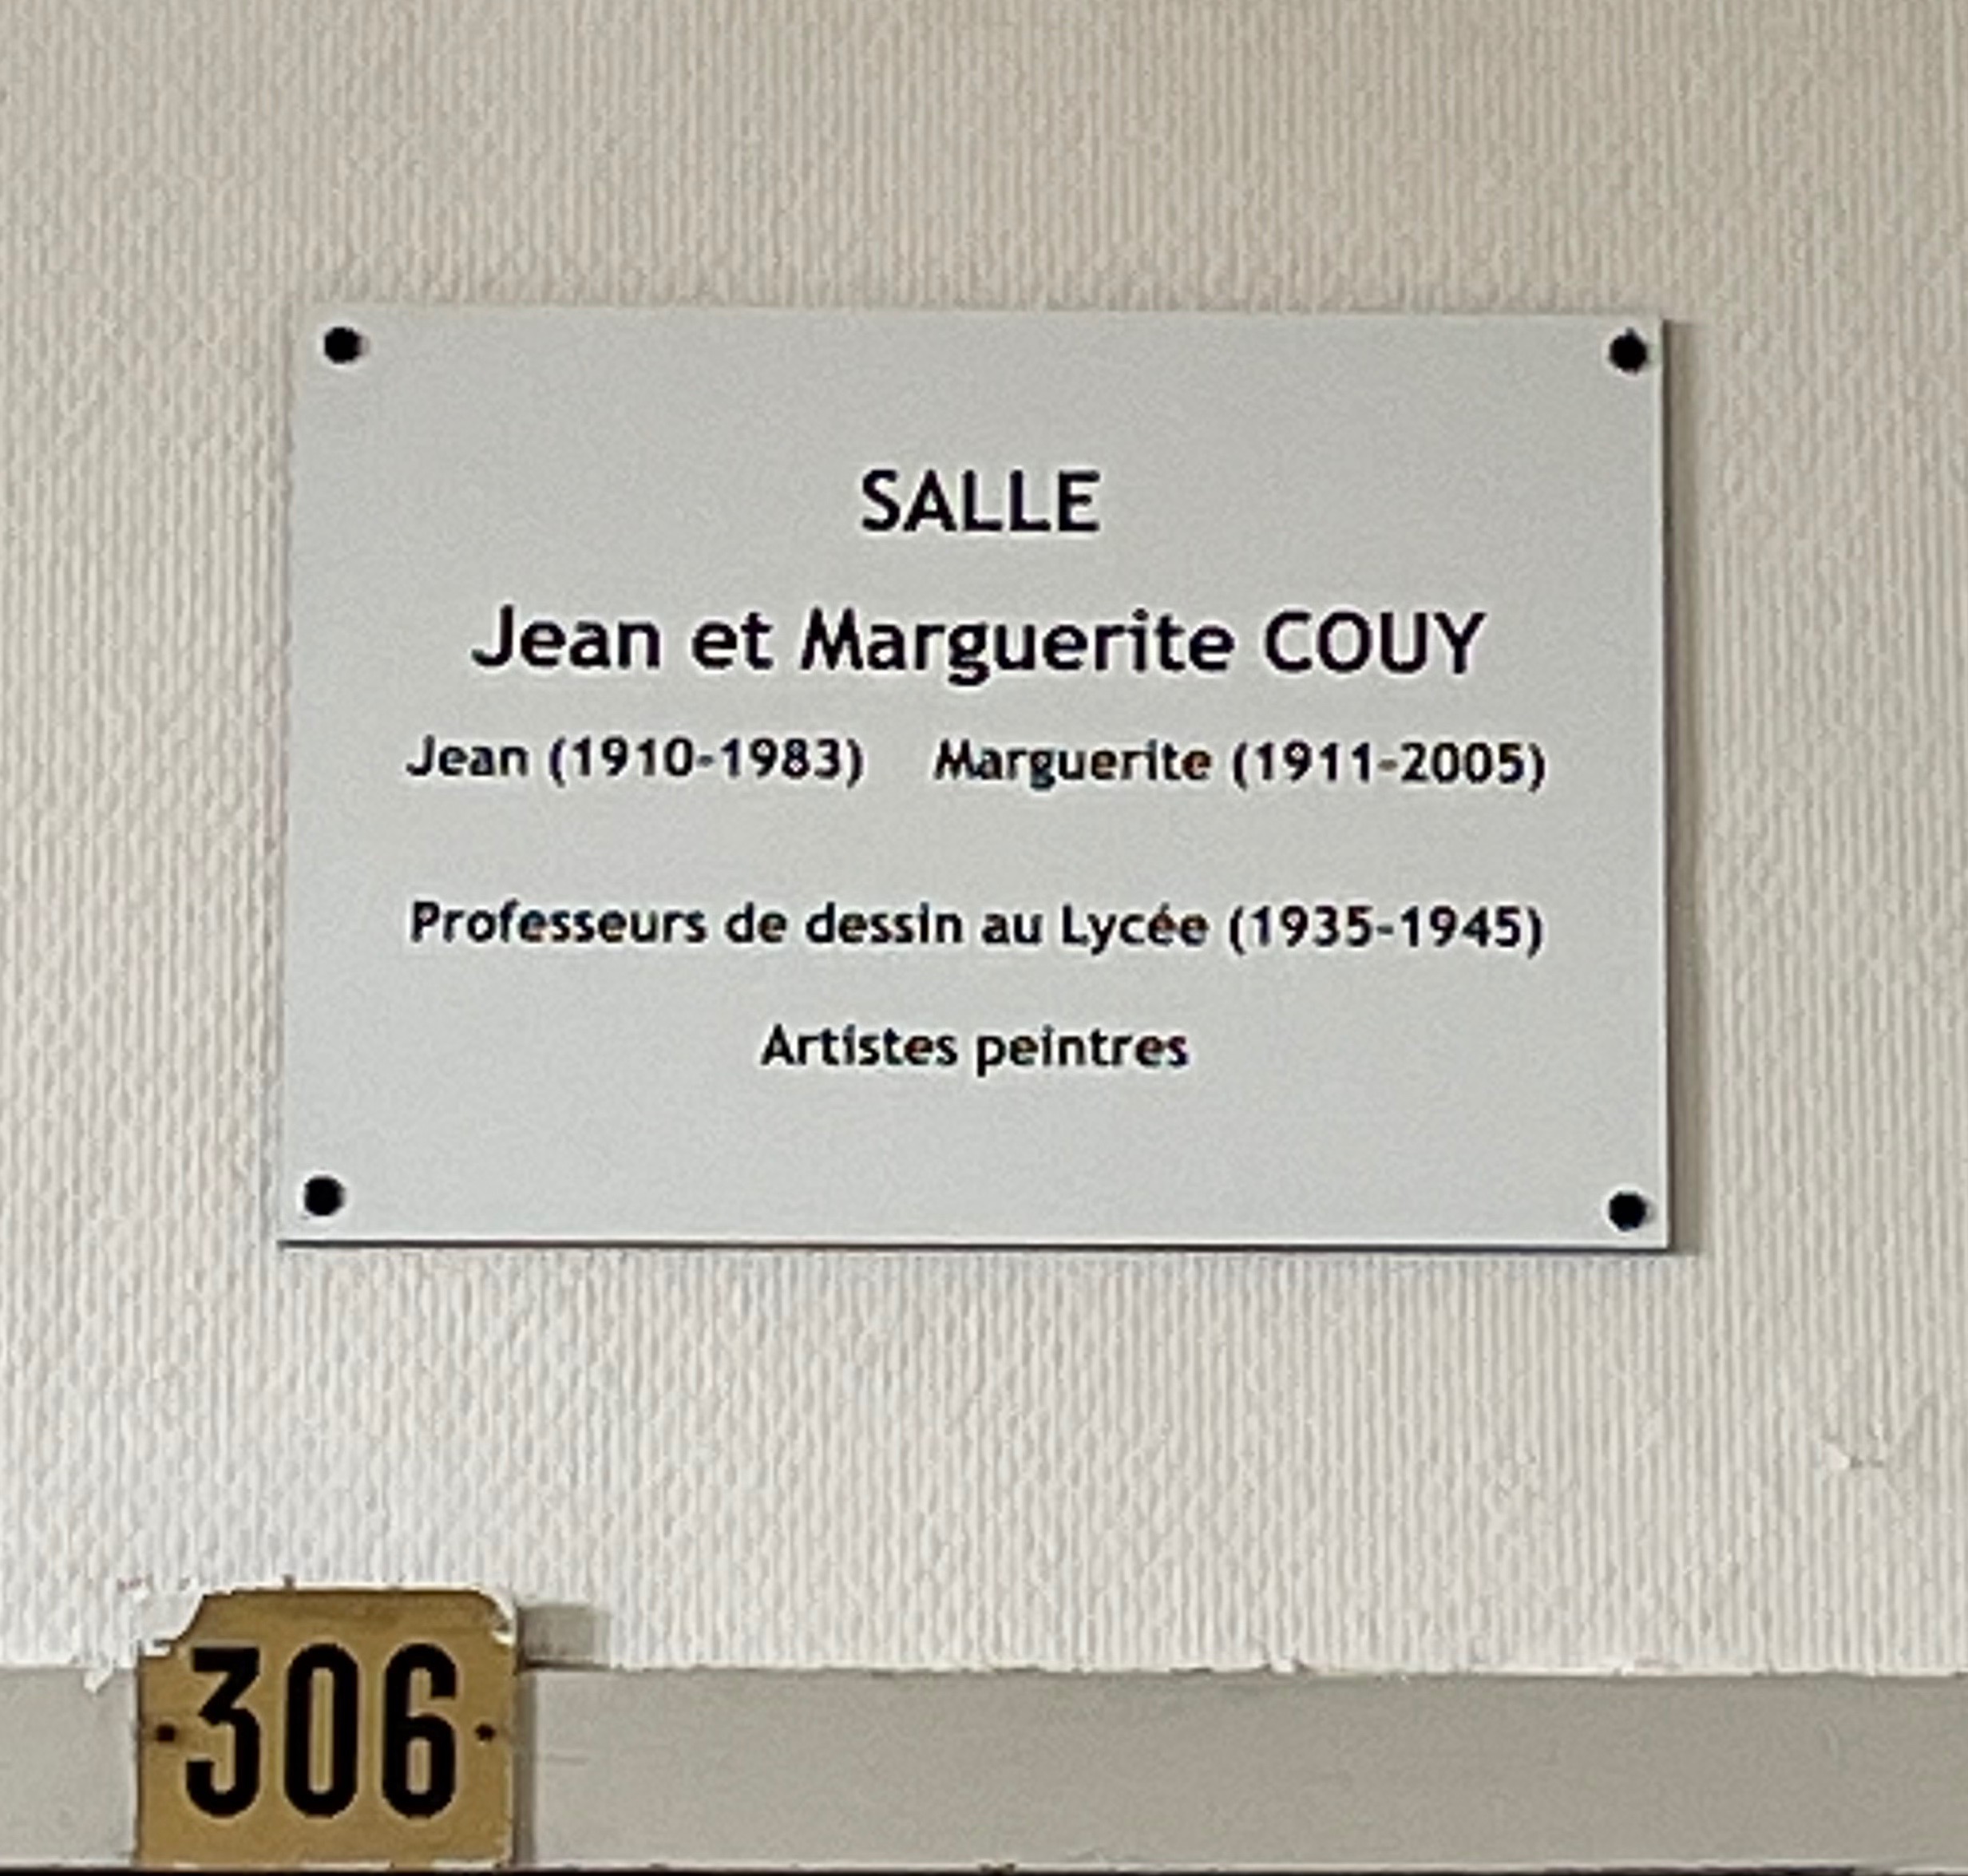 SALLE
Jean et Marguerite COUY
Jean (1910-1983) Marguerite (1911-2005)
Professeurs de dessin au Lycée (1935-1945)
Artistes peintres
306